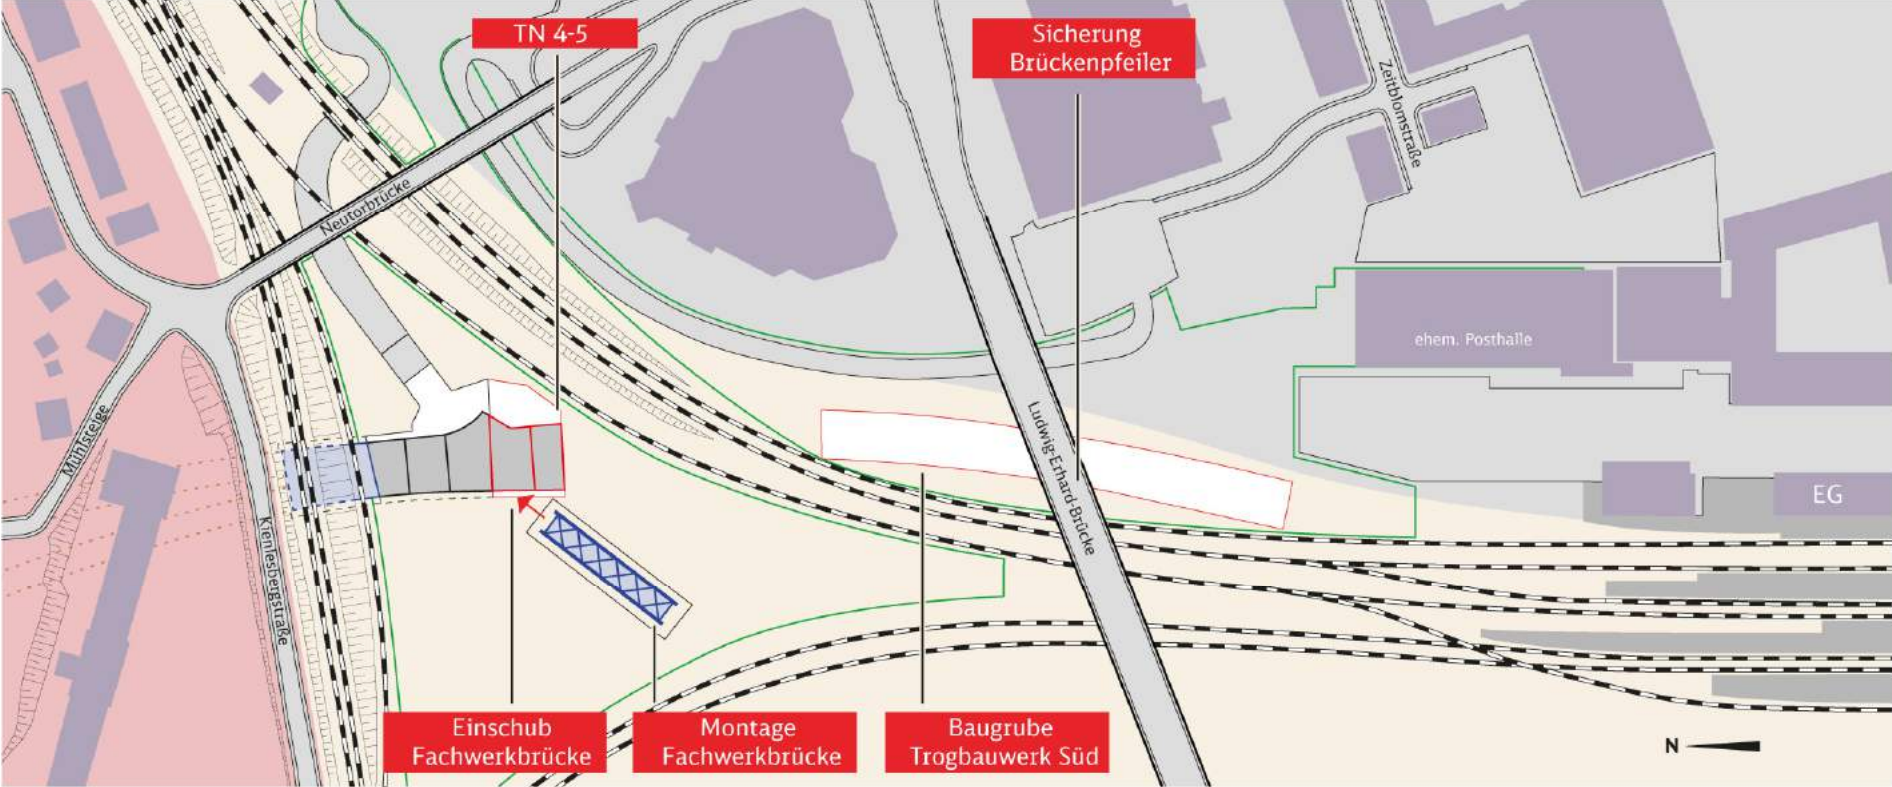 TN 4-5
Sicherung
Brückenpfeiler
Zeitblomstraße
Neutorbrücke
ehem. Posthalle
Mühlsteige
Ludwig-Erhard-Brücke
EG
Kienlesbergstraße
Einschub
Fachwerkbrücke
Montage
Fachwerkbrücke
Baugrube
Trogbauwerk Süd
N